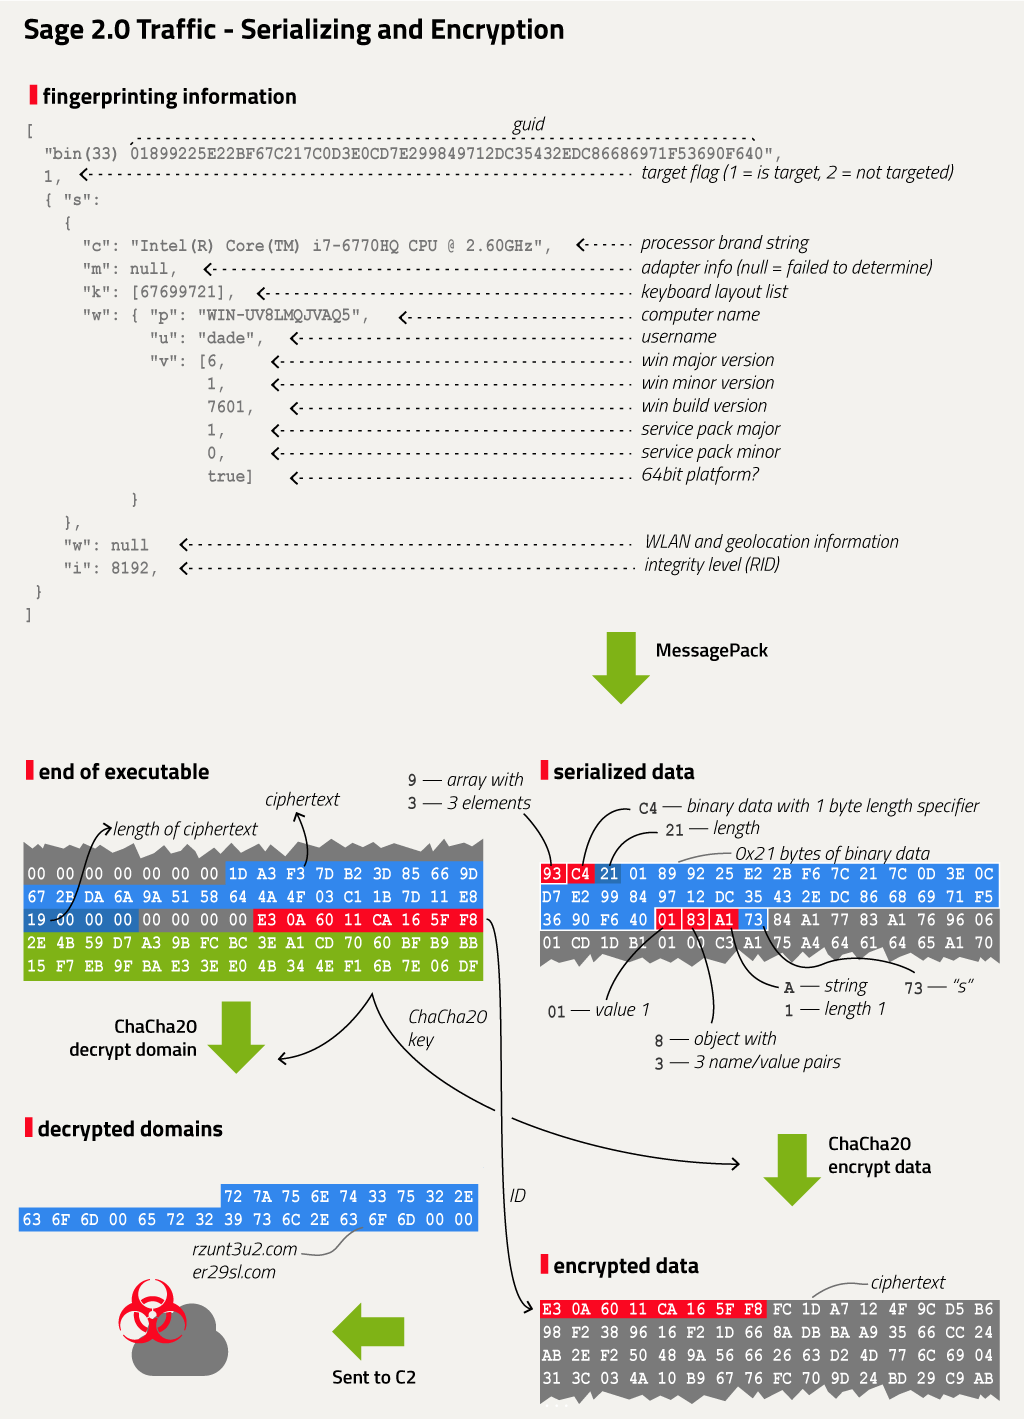 Sage 2.0 Traffic - Serializing and Encryption
fingerprinting information
guid
[
"bin(33) 01899225E22BF67C217C0D3E0CD7E299849712DC35432EDC86686971F53690F640",
1, target flag (1 = is target, 2 = not targeted)
{ "s":
{
"c": "Intel(R) Core(TM) i7-6770HQ CPU @ 2.60GHz", processor brand string
"m": null, adapter info (null = failed to determine)
"k": [67699721], keyboard layout list
"w": { "p": "WIN-UV8LMQJVAQ5", computer name
"u": "dade", username
"v": [6, win major version
1, win minor version
7601, win build version
1, service pack major
0, service pack minor
true] 64bit platform?
}
},
"w": null WLAN and geolocation information
"i": 8192, integrity level (RID)
}
]
MessagePack
end of executable
ciphertext
length of ciphertext
00 00 00 00 00 00 00 1D A3 F3 7D B2 3D 85 66 9D
67 2B DA 6A 9A 51 58 64 4A 4F 03 C1 1B 7D 11 E8
19 00 00 00 00 00 00 00 E3 0A 60 11 CA 16 5F F8
2E 4B 59 D7 A3 9B FC BC 3E A1 CD 70 60 BF B9 BB
15 F7 EB 9F BA E3 3E E0 4B 34 4E F1 6B 7E 06 DF
serialized data
9 — array with
3 — 3 elements
C4 — binary data with 1 byte length specifier
21 — length
0x21 bytes of binary data
93 C4 21 01 89 92 25 E2 2B F6 7C 21 7C 0D 3E 0C
D7 E2 99 84 97 12 DC 35 43 2E DC 86 68 69 71 F5
36 90 F6 40 01 83 A1 73 84 A1 77 83 A1 76 96 06
01 CD 1D B1 01 00 C3 A1 75 A4 64 61 64 65 A1 70
A — string
1 — length 1
73 — "s"
01 — value 1
8 — object with
3 — 3 name/value pairs
ChaCha20
decrypt domain
ChaCha20
key
ChaCha20
encrypt data
decrypted domains
72 7A 75 6E 74 33 75 32 2E
63 6F 6D 00 65 72 32 39 73 6C 2E 63 6F 6D 00 00
rzunt3u2.com
er29sl.com
ID
Sent to C2
encrypted data
ciphertext
E3 0A 60 11 CA 16 5F F8 FC 1D A7 12 4F 9C D5 B6
98 F2 38 96 16 F2 1D 66 8A DB BA A9 35 66 CC 24
AB 2E F2 50 48 9A 56 66 26 63 D2 4D 77 6C 69 04
31 3C 03 4A 10 B9 67 76 FC 70 9D 24 BD 29 C9 AB